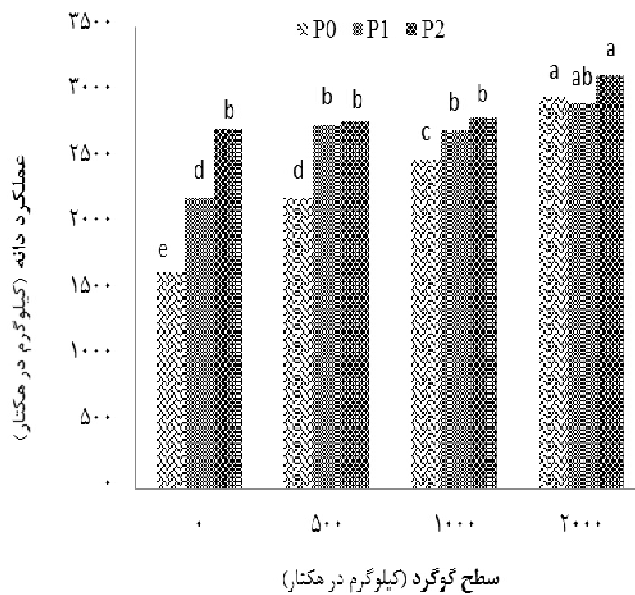 P0 P1 P2
۳۵۰۰
۳۰۰۰
۲۵۰۰
۲۰۰۰
۱۵۰۰
۱۰۰۰
۵۰۰
۰
عملکرد دانه (کیلوگرم در هکتار)
e d b
d b b
c b b
a ab a
۰ ۵۰۰ ۱۰۰۰ ۲۰۰۰
سطح گوگرد (کیلوگرم در هکتار)